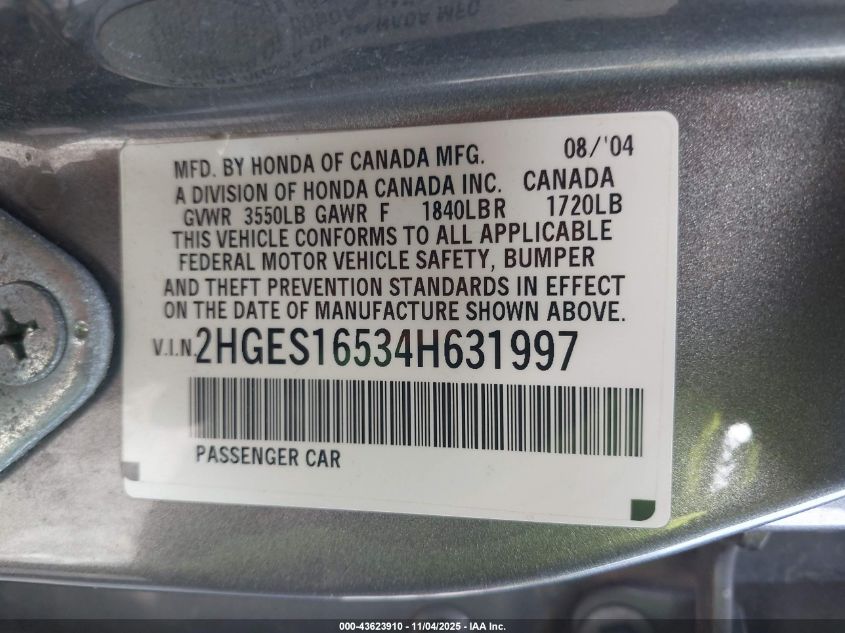 MFD. BY HONDA OF CANADA MFG. 08/'04
A DIVISION OF HONDA CANADA INC. CANADA
GVWR 3550LB GAWR F 1840LBR 1720LB
THIS VEHICLE CONFORMS TO ALL APPLICABLE
FEDERAL MOTOR VEHICLE SAFETY, BUMPER
AND THEFT PREVENTION STANDARDS IN EFFECT
ON THE DATE OF MANUFACTURE SHOWN ABOVE.
V.I.N. 2HGES16534H631997
PASSENGER CAR
000-43623910 - 11/04/2025 - IAA Inc.